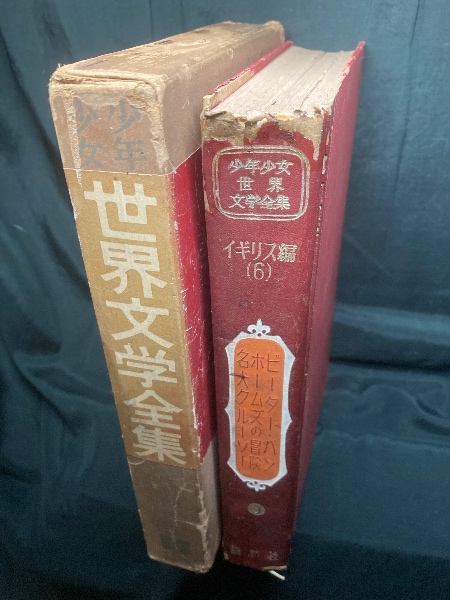 少年
少女
世界文学全集
少年少女
世界
文学全集
イギリス編
(6)
ピーター・パン
ホームズの冒険
名犬クルーソー